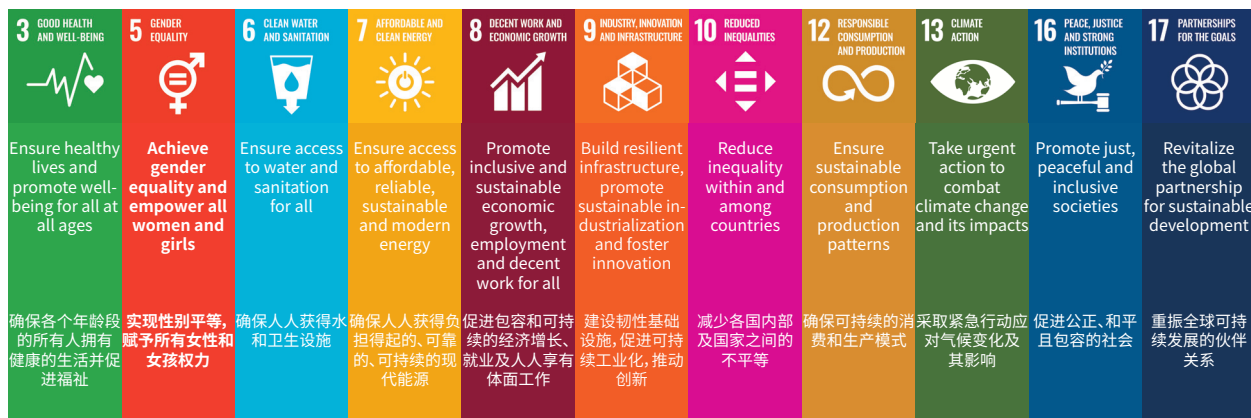 3 GOOD HEALTH
AND WELL-BEING
Ensure healthy
lives and
promote well-
being for all at
all ages
确保各个年龄段
的所有人拥有
健康的生活并促
进福祉
5 GENDER
EQUALITY
Achieve
gender
equality and
empower all
women and
girls
实现性别平等,
赋予所有女性和
女孩权力
6 CLEAN WATER
AND SANITATION
Ensure access
to water and
sanitation
for all
确保人人获得水
和卫生设施
7 AFFORDABLE AND
CLEAN ENERGY
Ensure access
to affordable,
reliable,
sustainable
and modern
energy
确保人人获得负
担得起的、可靠
的、可持续的现
代能源
8 DECENT WORK AND
ECONOMIC GROWTH
Promote
inclusive and
sustainable
economic
growth,
employment
and decent
work for all
促进包容和可持
续的经济增长、
就业及人人享有
体面工作
9 INDUSTRY, INNOVATION
AND INFRASTRUCTURE
Build resilient
infrastructure,
promote
sustainable in-
dustrialization
and foster
innovation
建设韧性基础
设施,促进可持
续工业化,推动
创新
10 REDUCED
INEQUALITIES
Reduce
inequality
within and
among
countries
减少各国内部
及国家之间的
不平等
12 RESPONSIBLE
CONSUMPTION
AND PRODUCTION
Ensure
sustainable
consumption
and
production
patterns
确保可持续的消
费和生产模式
13 CLIMATE
ACTION
Take urgent
action to
combat
climate change
and its impacts
采取紧急行动应
对气候变化及
其影响
16 PEACE, JUSTICE
AND STRONG
INSTITUTIONS
Promote just,
peaceful and
inclusive
societies
促进公正、和平
且包容的社会
17 PARTNERSHIPS
FOR THE GOALS
Revitalize
the global
partnership
for sustainable
development
重振全球可持
续发展的伙伴
关系